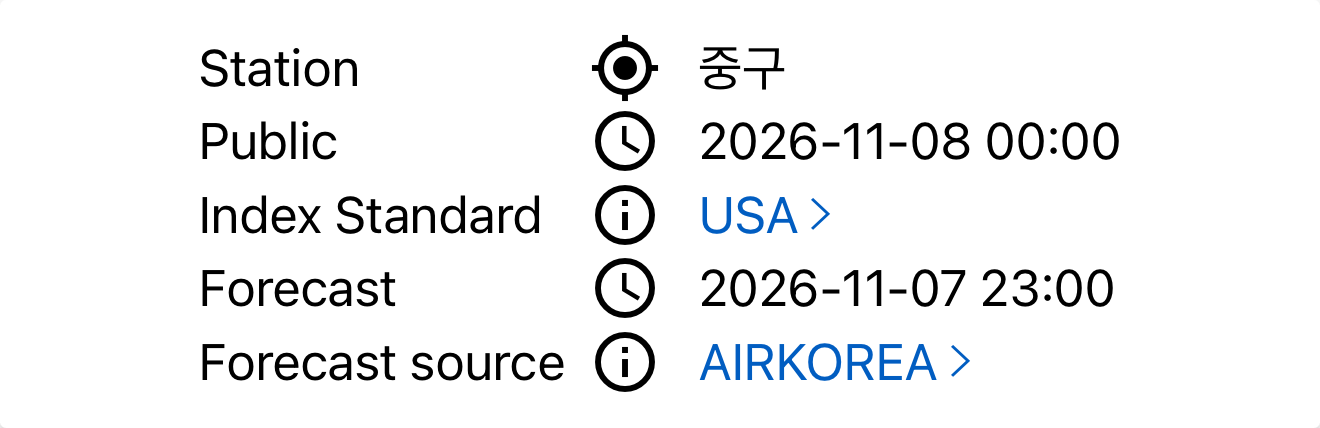 Station 중구
Public 2026-11-08 00:00
Index Standard USA >
Forecast 2026-11-07 23:00
Forecast source AIRKOREA >